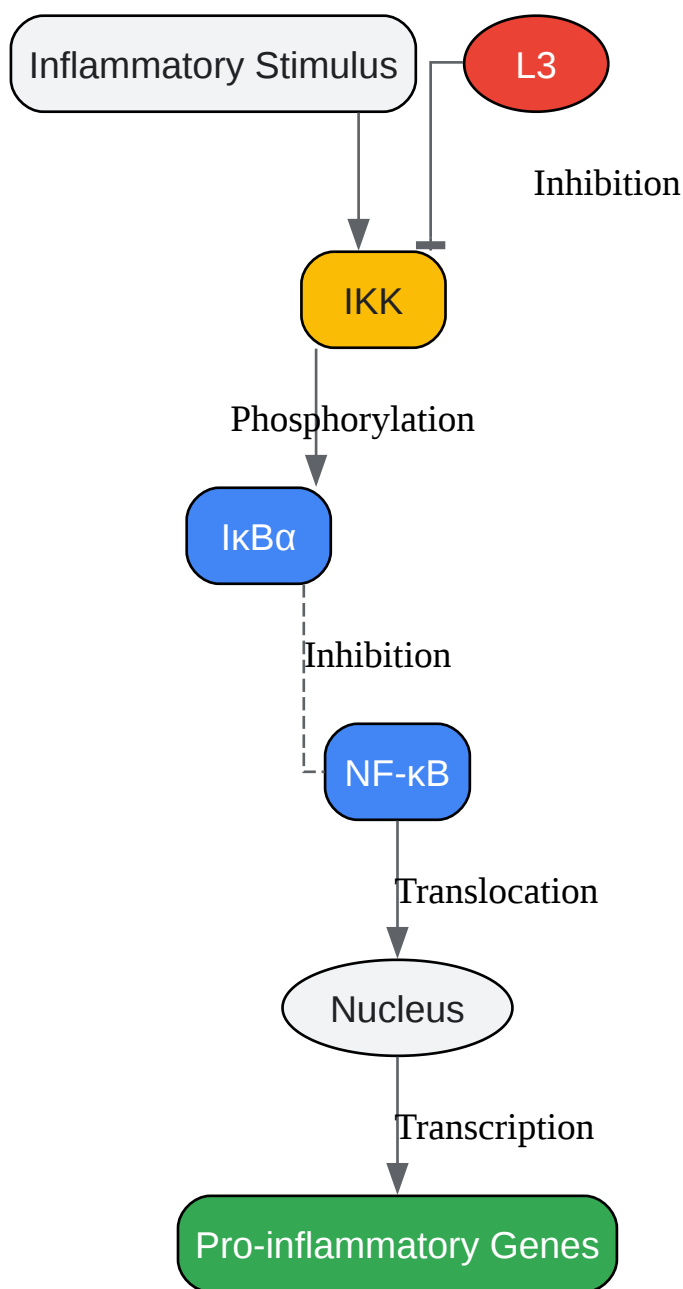 Inflammatory Stimulus
L3
Inhibition
IKK
Phosphorylation
IκBα
Inhibition
NF-κB
Translocation
Nucleus
Transcription
Pro-inflammatory Genes